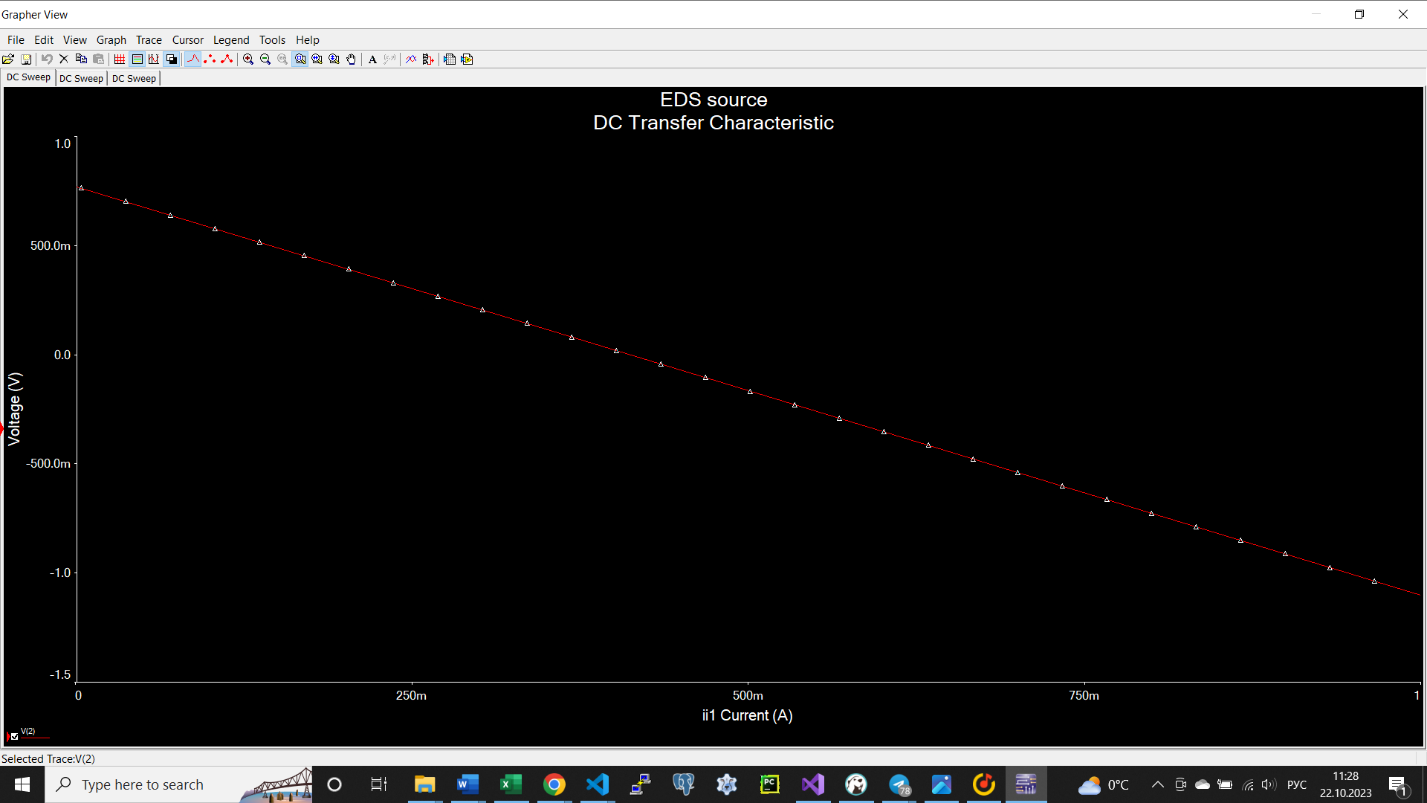 Grapher View
File Edit View Graph Trace Cursor Legend Tools Help
A
DC Sweep DC Sweep DC Sweep
EDS source
DC Transfer Characteristic
1.0
500.0m
0.0
-500.0m
-1.0
-1.5
Voltage (V)
0 250m 500m 750m 1
ii1 Current (A)
V(2)
Selected Trace:V(2)
Type here to search
78
0°C
РУС
11:28
22.10.2023
1